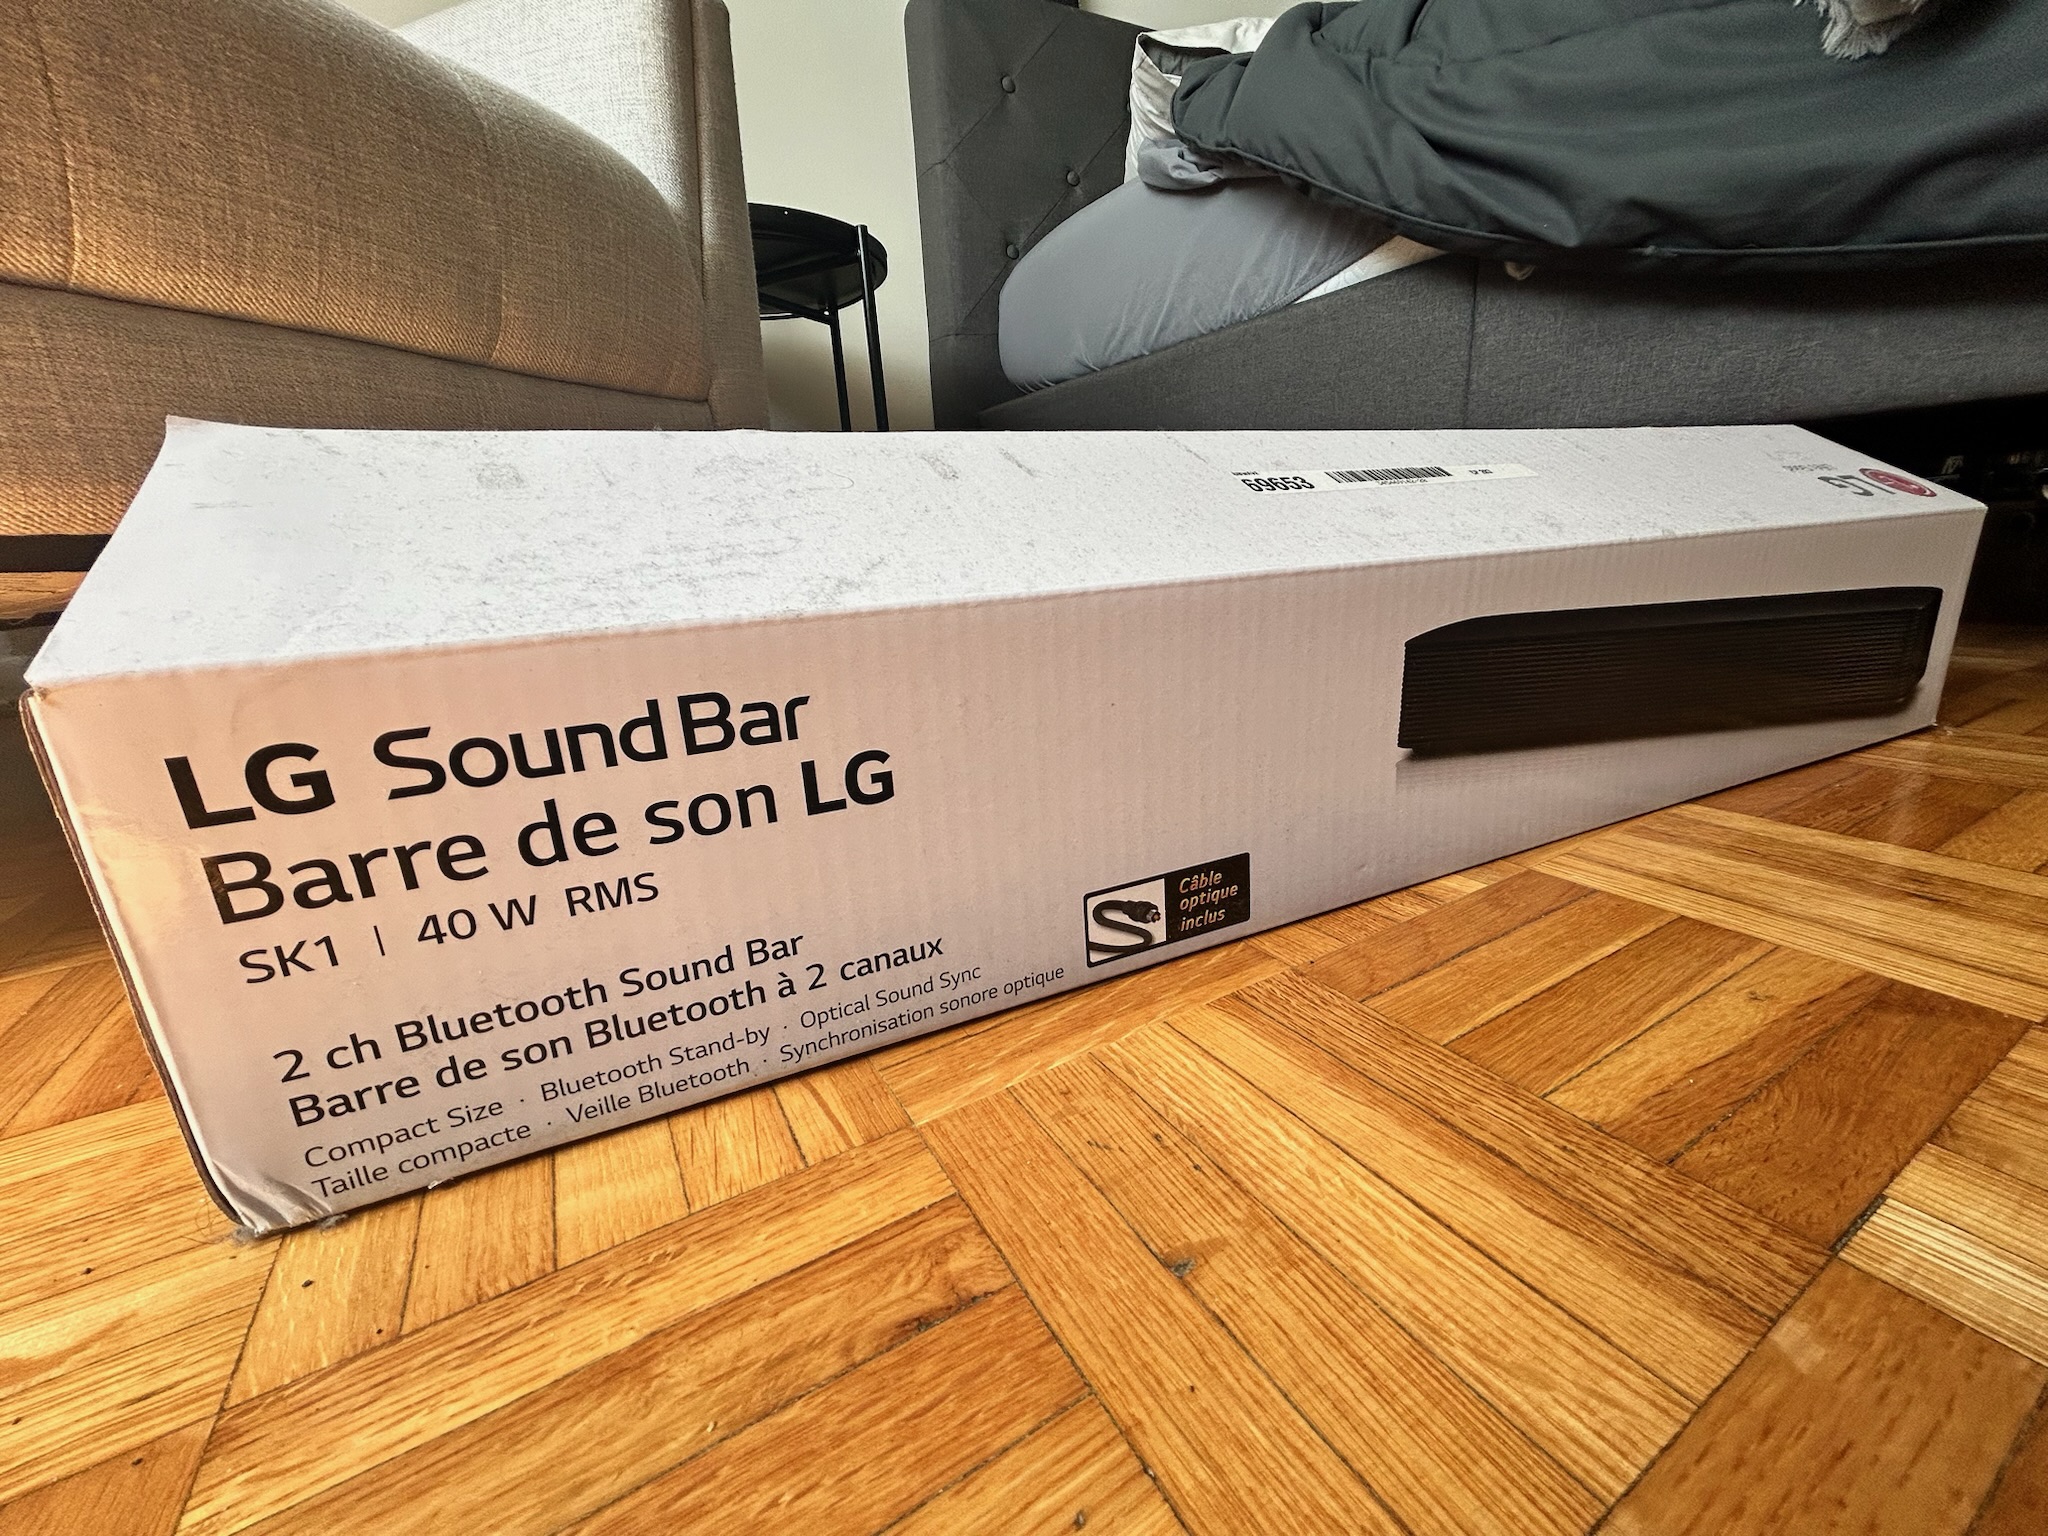 69653
LG
LG Sound Bar
Barre de son LG
SK1 | 40 W RMS
2 ch Bluetooth Sound Bar
Barre de son Bluetooth à 2 canaux
Compact Size · Bluetooth Stand-by · Optical Sound Sync
Taille compacte · Veille Bluetooth · Synchronisation sonore optique
Câble
optique
inclus